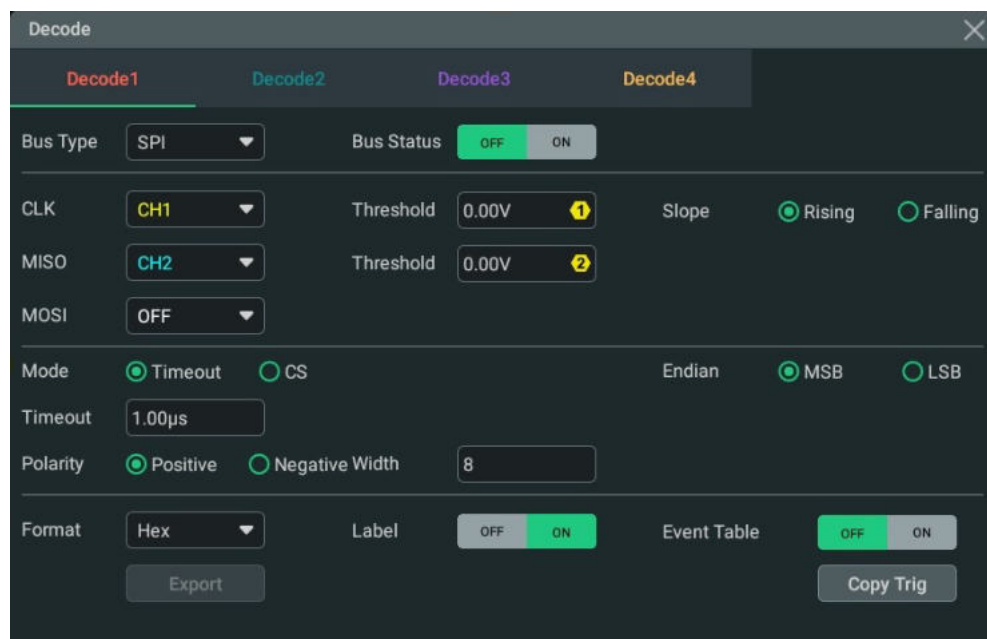 Decode
Decode1 Decode2 Decode3 Decode4
Bus Type SPI Bus Status OFF ON
CLK CH1 Threshold 0.00V 1 Slope Rising Falling
MISO CH2 Threshold 0.00V 2
MOSI OFF
Mode Timeout CS Endian MSB LSB
Timeout 1.00µs
Polarity Positive Negative Width 8
Format Hex Label OFF ON Event Table OFF ON
Export Copy Trig